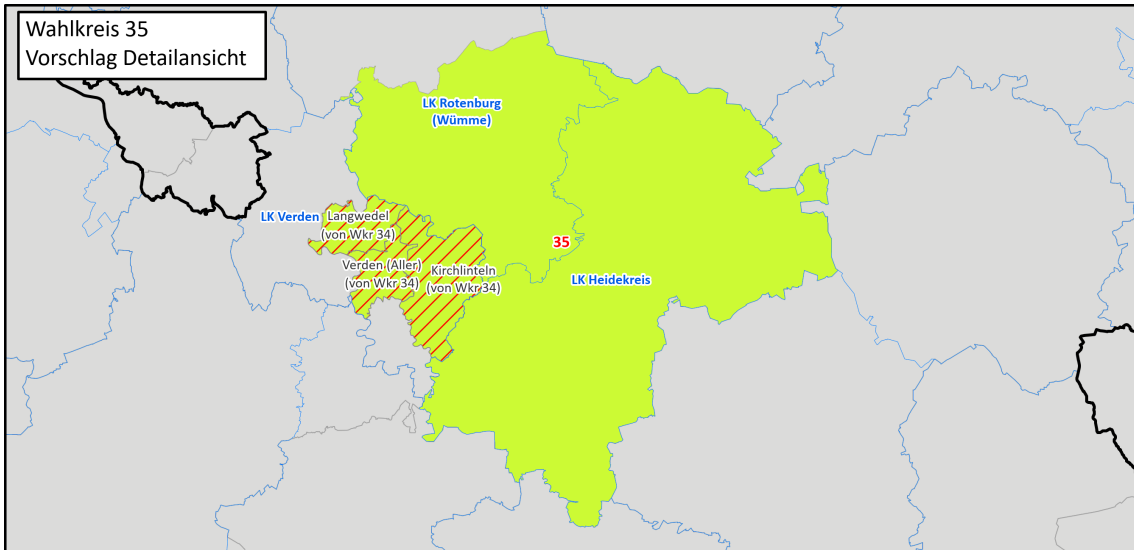 Wahlkreis 35
Vorschlag Detailansicht
LK Rotenburg
(Wümme)
LK Verden
Langwedel
(von Wkr 34)
35
Verden (Aller)
(von Wkr 34)
Kirchlinteln
(von Wkr 34)
LK Heidekreis